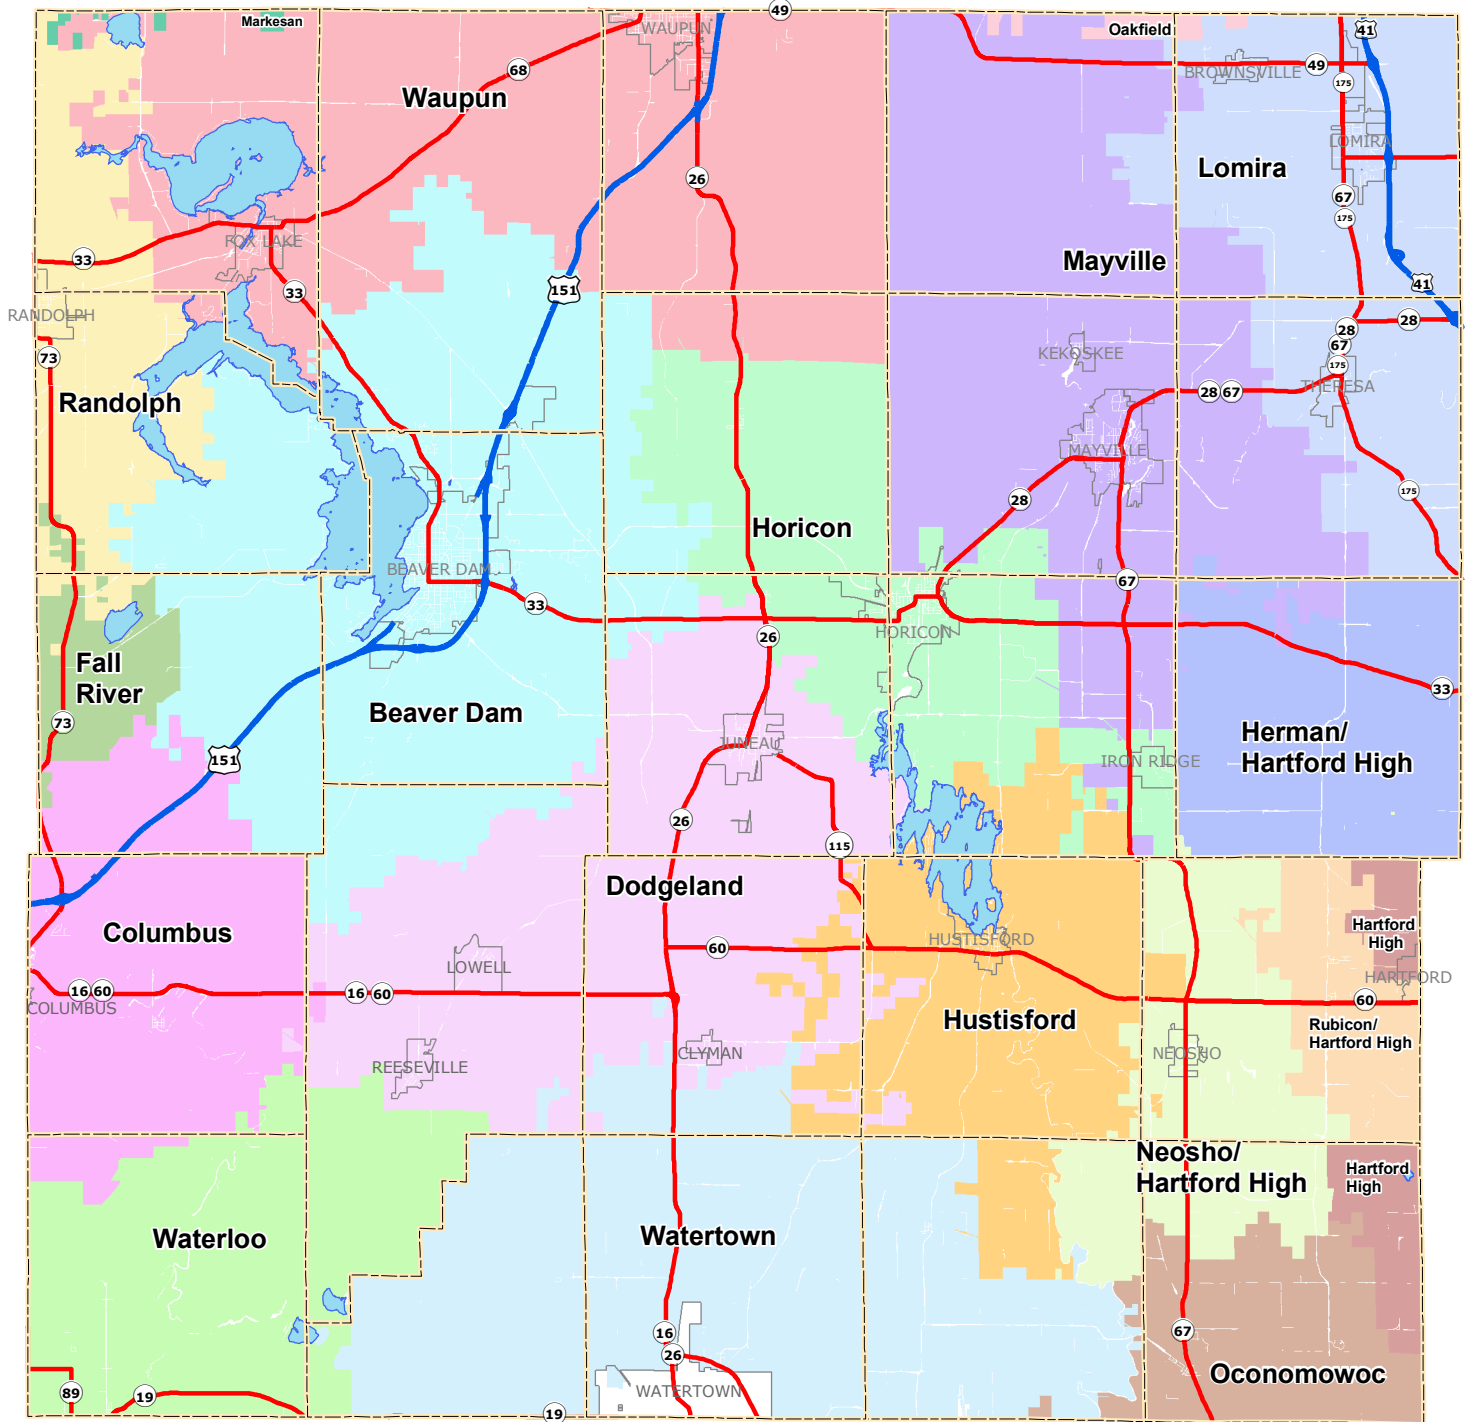 49
Markesan
WAUPUN
Oakfield
41
68
BROWNSVILLE
49
175
Waupun
LOMIRA
Lomira
26
67
175
FOX LAKE
33
Mayville
33
151
41
RANDOLPH
28
28
73
KEKOSKEE
67
175
THERESA
Randolph
28
67
MAYVILLE
28
175
Horicon
BEAVER DAM
67
33
HORICON
26
Fall
River
33
73
Beaver Dam
JUNEAU
Herman/
Hartford High
151
IRON RIDGE
26
115
Dodgeland
Columbus
Hartford
High
60
HUSTISFORD
LOWELL
HARTFORD
16
60
16
60
60
COLUMBUS
Hustisford
Rubicon/
Hartford High
CLYMAN
NEOSHO
REESEVILLE
Neosho/
Hartford High
Hartford
High
Waterloo
Watertown
16
67
26
Oconomowoc
89
19
WATERTOWN
19